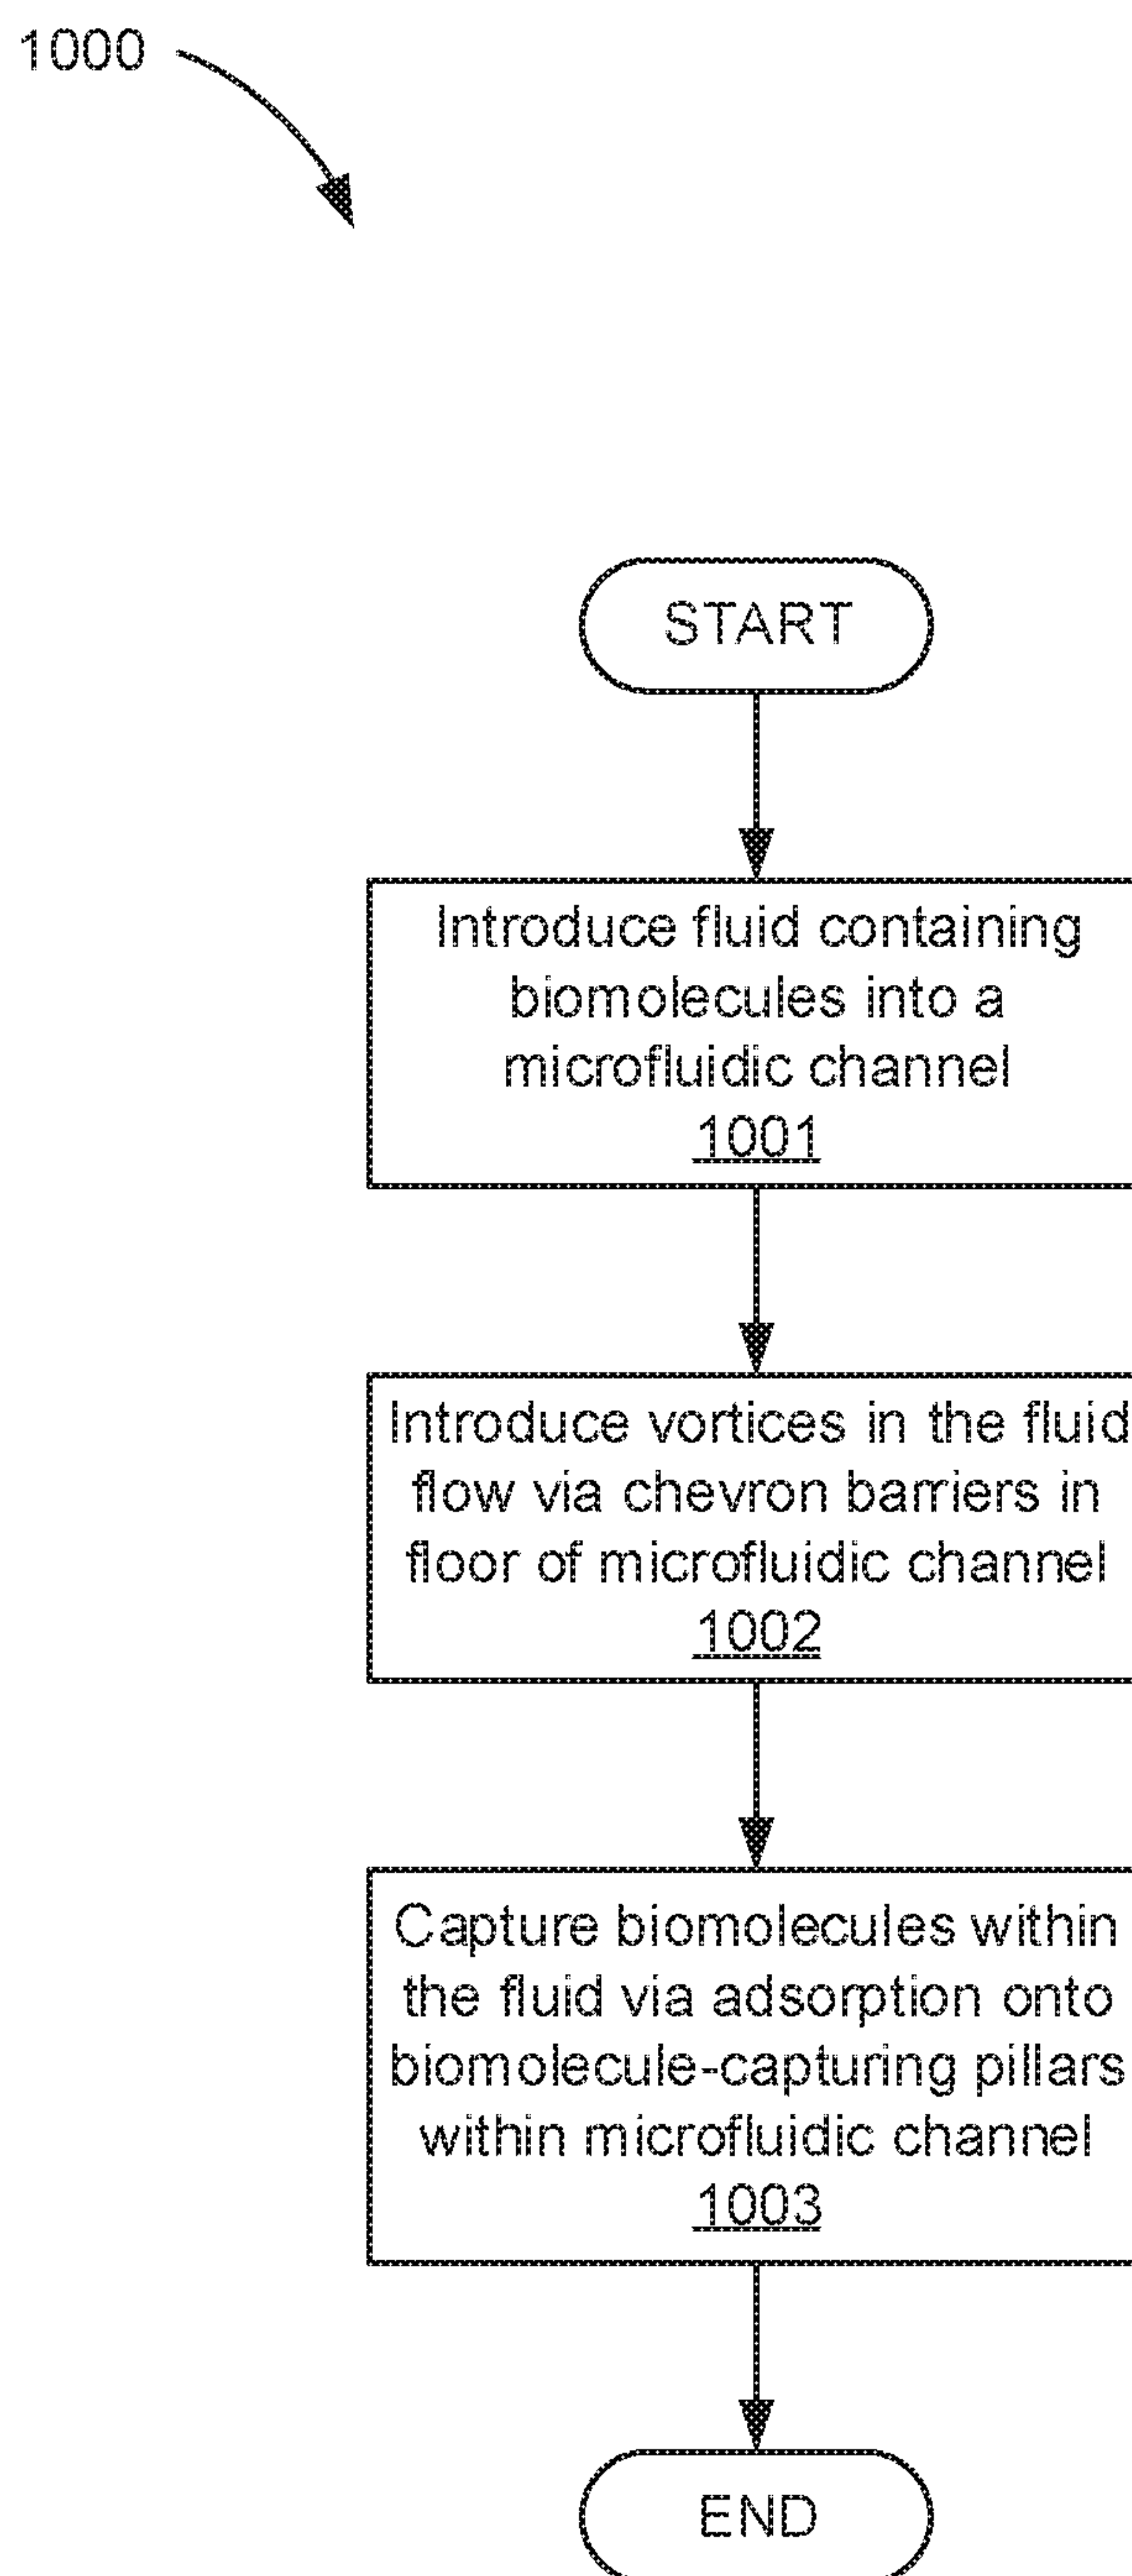 1000
START
Introduce fluid containing
biomolecules into a
microfluidic channel
1001
Introduce vortices in the fluid
flow via chevron barriers in
floor of microfluidic channel
1002
Capture biomolecules within
the fluid via adsorption onto
biomolecule-capturing pillars
within microfluidic channel
1003
END